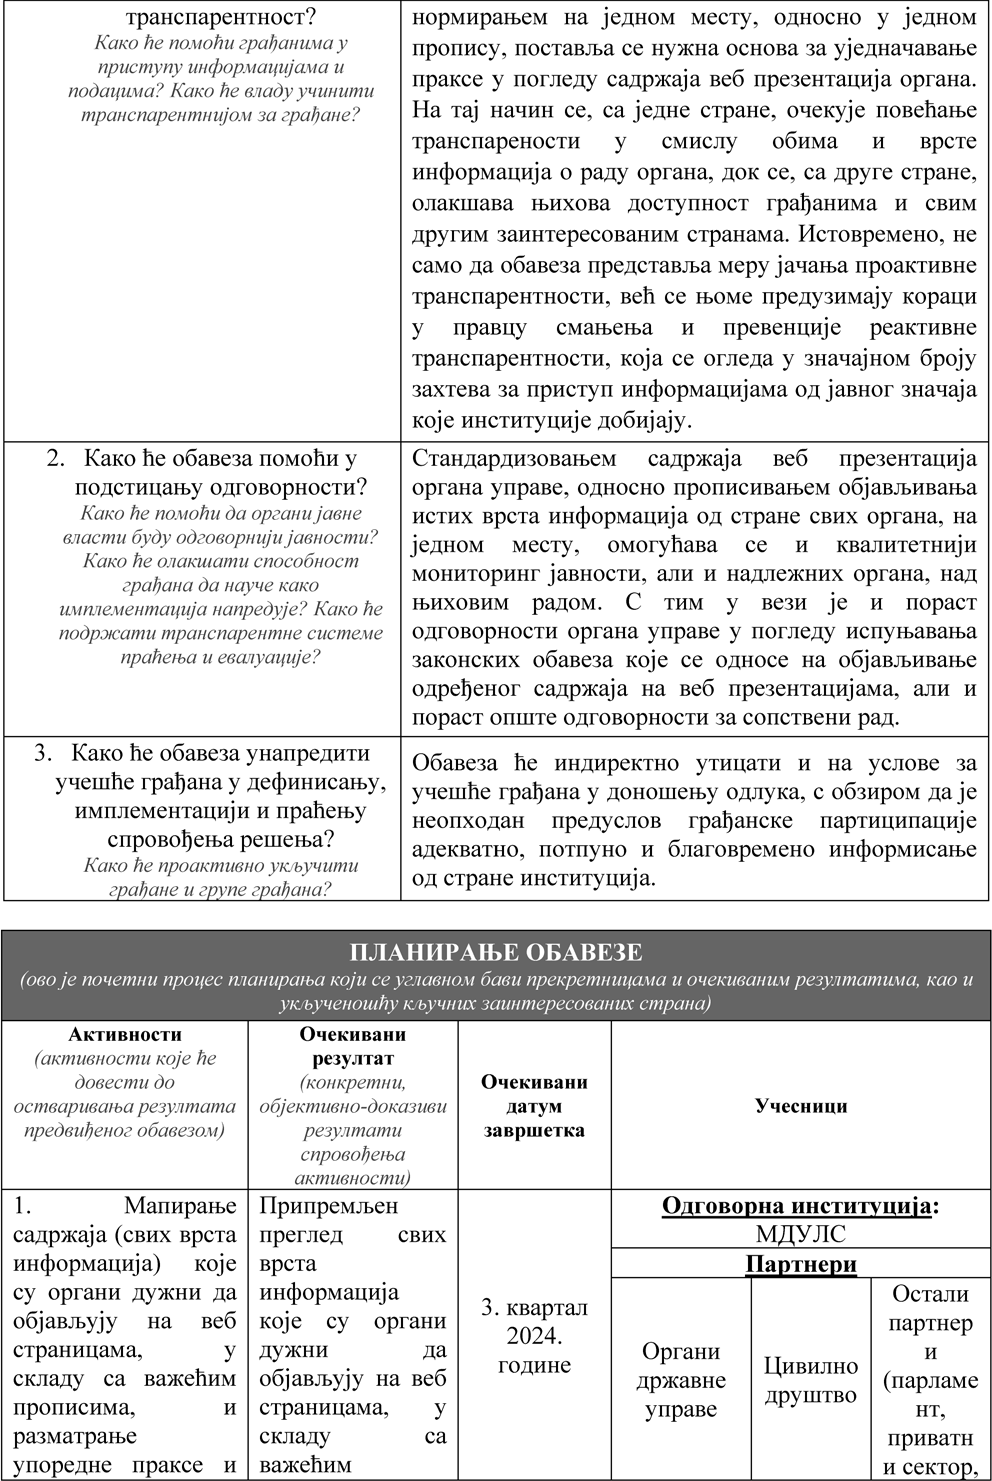 транспарентност?
Како ће помоћи грађанима у
приступу информацијама и
подацима? Како ће владу учинити
транспарентнијом за грађане?
нормирањем на једном месту, односно у једном
пропису, поставља се нужна основа за уједначавање
праксе у погледу садржаја веб презентација органа.
На тај начин се, са једне стране, очекује повећање
транспарености у смислу обима и врсте
информација о раду органа, док се, са друге стране,
олакшава њихова доступност грађанима и свим
другим заинтересованим странама. Истовремено, не
само да обавеза представља меру јачања проактивне
транспарентности, већ се њоме предузимају кораци
у правцу смањења и превенције реактивне
транспарентности, која се огледа у значајном броју
захтева за приступ информацијама од јавног значаја
које институције добијају.
2. Како ће обавеза помоћи у
подстицању одговорности?
Како ће помоћи да органи јавне
власти буду одговорнији јавности?
Како ће олакшати способност
грађана да науче како
имплементација напредује? Како ће
подржати транспарентне системе
праћења и евалуације?
Стандардизовањем садржаја веб презентација
органа управе, односно прописивањем објављивања
истих врста информација од стране свих органа, на
једном месту, омогућава се и квалитетнији
мониторинг јавности, али и надлежних органа, над
њиховим радом. С тим у вези је и пораст
одговорности органа управе у погледу испуњавања
законских обавеза које се односе на објављивање
одређеног садржаја на веб презентацијама, али и
пораст опште одговорности за сопствени рад.
3. Како ће обавеза унапредити
учешће грађана у дефинисању,
имплементацији и праћењу
спровођења решења?
Како ће проактивно укључити
грађане и групе грађана?
Обавеза ће индиректно утицати и на услове за
учешће грађана у доношењу одлука, с обзиром да је
неопходан предуслов грађанске партиципације
адекватно, потпуно и благовремено информисање
од стране институција.
ПЛАНИРАЊЕ ОБАВЕЗЕ
(ово је почетни процес планирања који се углавном бави прекретницама и очекиваним резултатима, као и
укљученошћу кључних заинтересованих страна)
Активности
(активности које ће
довести до
остваривања резултата
предвиђеног обавезом)
Очекивани
резултат
(конкретни,
објективно-доказиви
резултати
спровођења
активности)
Очекивани
датум
завршетка
Учесници
1. Мапирање
садржаја (свих врста
информација) које
су органи дужни да
објављују на веб
страницама, у
складу са важећим
прописима, и
разматрање
упоредне праксе и
Припремљен
преглед свих
врста
информација
које су органи
дужни да
објављују на веб
страницама, у
складу са
важећим
3. квартал
2024.
године
Одговорна институција:
МДУЛС
Партнери
Органи
државне
управе
Цивилно
друштво
Остали
партнер
и
(парламе
нт,
приватн
и сектор,